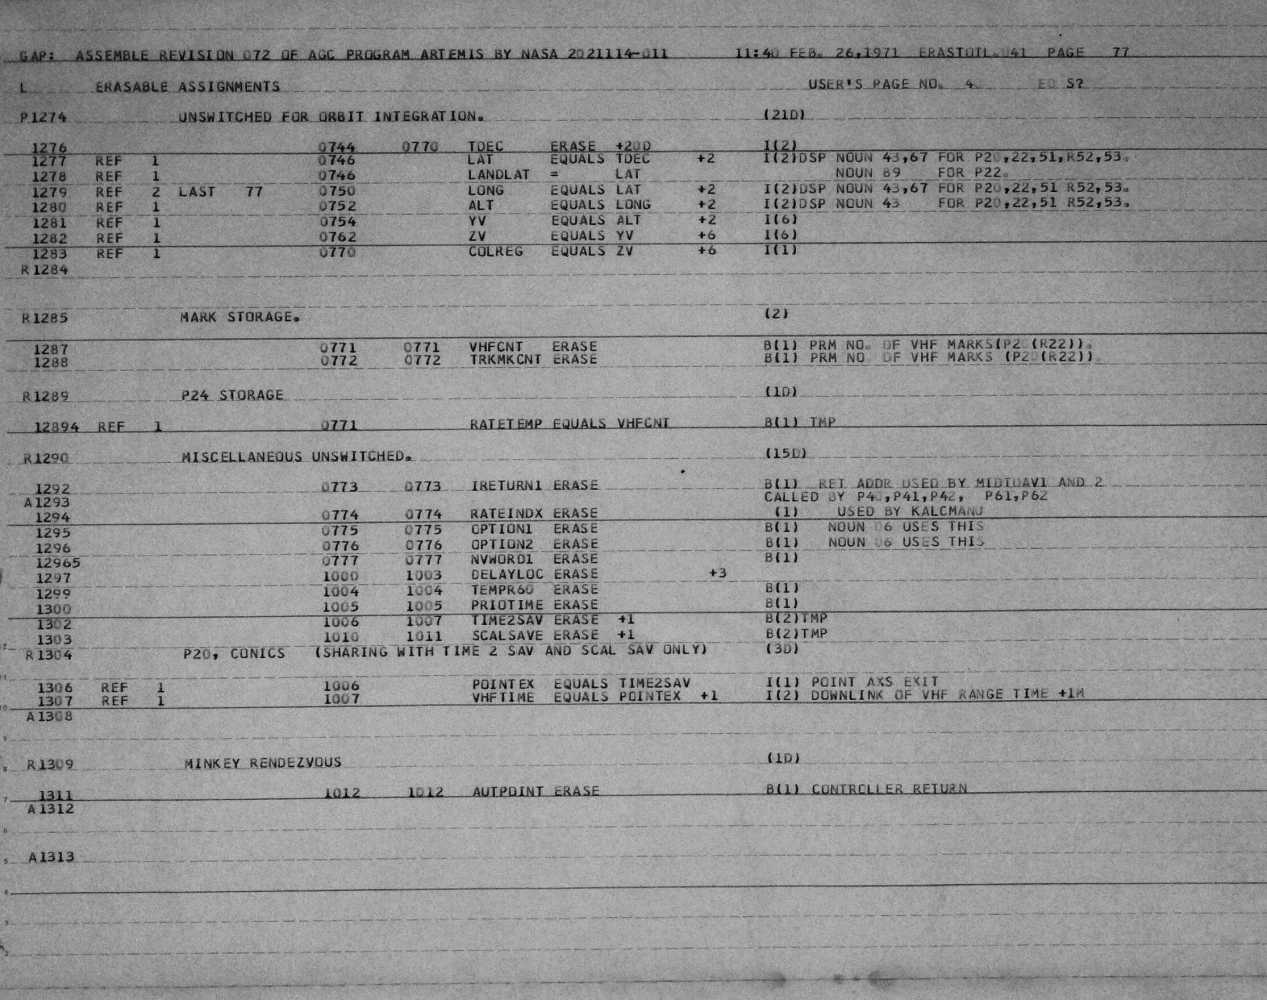 GAP: ASSEMBLE REVISION 072 OF AGC PROGRAM ARTEMIS BY NASA 2021114-011 11:40 FEB. 26,1971 ERASTOTL.041 PAGE 77
L ERASABLE ASSIGNMENTS USER'S PAGE NO. 4 S?
P1274 UNSWITCHED FOR ORBIT INTEGRATION. (21D)
1276 0744 0770 TDEC ERASE +20D I(2)
1277 REF 1 0746 LAT EQUALS TDEC +2 I(2)DSP NOUN 43,67 FOR P20,22,51,R52,53.
1278 REF 1 0746 LANDLAT = LAT NOUN 89 FOR P22.
1279 REF 2 LAST 77 0750 LONG EQUALS LAT +2 I(2)DSP NOUN 43,67 FOR P20,22,51 R52,53.
1280 REF 1 0752 ALT EQUALS LONG +2 I(2)DSP NOUN 43 FOR P20,22,51 R52,53.
1281 REF 1 0754 YV EQUALS ALT +2 I(6)
1282 REF 1 0762 ZV EQUALS YV +6 I(6)
1283 REF 1 0770 COLREG EQUALS ZV +6 I(1)
R1284
R1285 MARK STORAGE. (2)
1287 0771 0771 VHFCNT ERASE B(1) PRM NO. OF VHF MARKS(P20(R22)).
1288 0772 0772 TRKMKCNT ERASE B(1) PRM NO OF VHF MARKS (P20(R22)).
R1289 P24 STORAGE (1D)
12894 REF 1 0771 RATETEMP EQUALS VHFCNT B(1) TMP
R1290 MISCELLANEOUS UNSWITCHED. (15D)
1292 0773 0773 IRETURN1 ERASE B(1) RET ADDR USED BY MIDTOAV1 AND 2
A1293 CALLED BY P40,P41,P42, P61,P62
1294 0774 0774 RATEINDX ERASE (1) USED BY KALCMANU
1295 0775 0775 OPTION1 ERASE B(1) NOUN 06 USES THIS
1296 0776 0776 OPTION2 ERASE B(1) NOUN 06 USES THIS
12965 0777 0777 NVWORD1 ERASE B(1)
1297 1000 1003 DELAYLOC ERASE +3
1299 1004 1004 TEMPR60 ERASE B(1)
1300 1005 1005 PRIOTIME ERASE B(1)
1302 1006 1007 TIME2SAV ERASE +1 B(2)TMP
1303 1010 1011 SCALSAVE ERASE +1 B(2)TMP
R1304 P20, CONICS (SHARING WITH TIME 2 SAV AND SCAL SAV ONLY) (3D)
1306 REF 1 1006 POINTEX EQUALS TIME2SAV I(1) POINT AXS EXIT
1307 REF 1 1007 VHFTIME EQUALS POINTEX +1 I(2) DOWNLINK OF VHF RANGE TIME +1M
A1308
R1309 MINKEY RENDEZVOUS (1D)
1311 1012 1012 AUTPOINT ERASE B(1) CONTROLLER RETURN
A1312
A1313